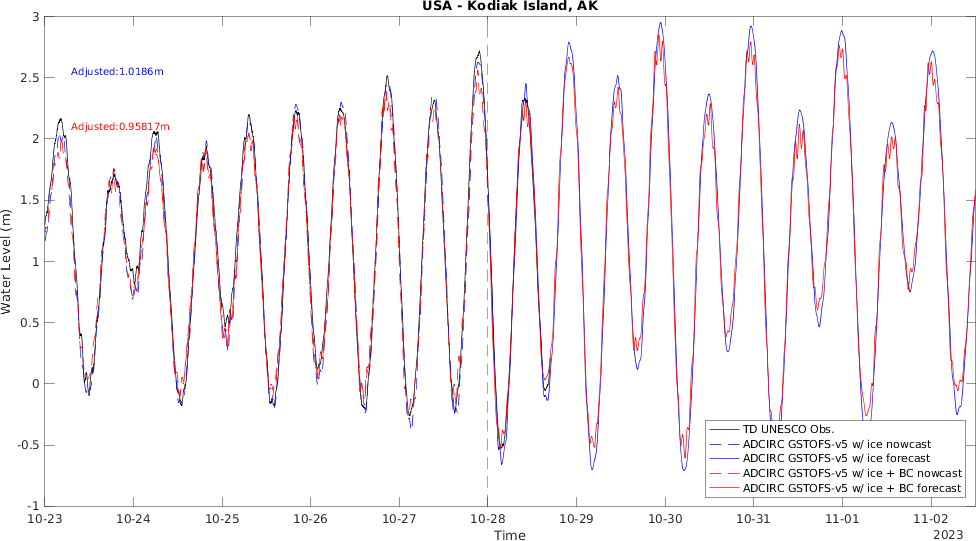 USA - Kodiak Island, AK
Water Level (m)
3
2.5
2
1.5
1
0.5
0
-0.5
-1
Adjusted:1.0186m
Adjusted:0.95817m
TD UNESCO Obs.
ADCIRC GSTOFS-v5 w/ ice nowcast
ADCIRC GSTOFS-v5 w/ ice forecast
ADCIRC GSTOFS-v5 w/ ice + BC nowcast
ADCIRC GSTOFS-v5 w/ ice + BC forecast
10-23 10-24 10-25 10-26 10-27 10-28 10-29 10-30 10-31 11-01 11-02
Time
2023